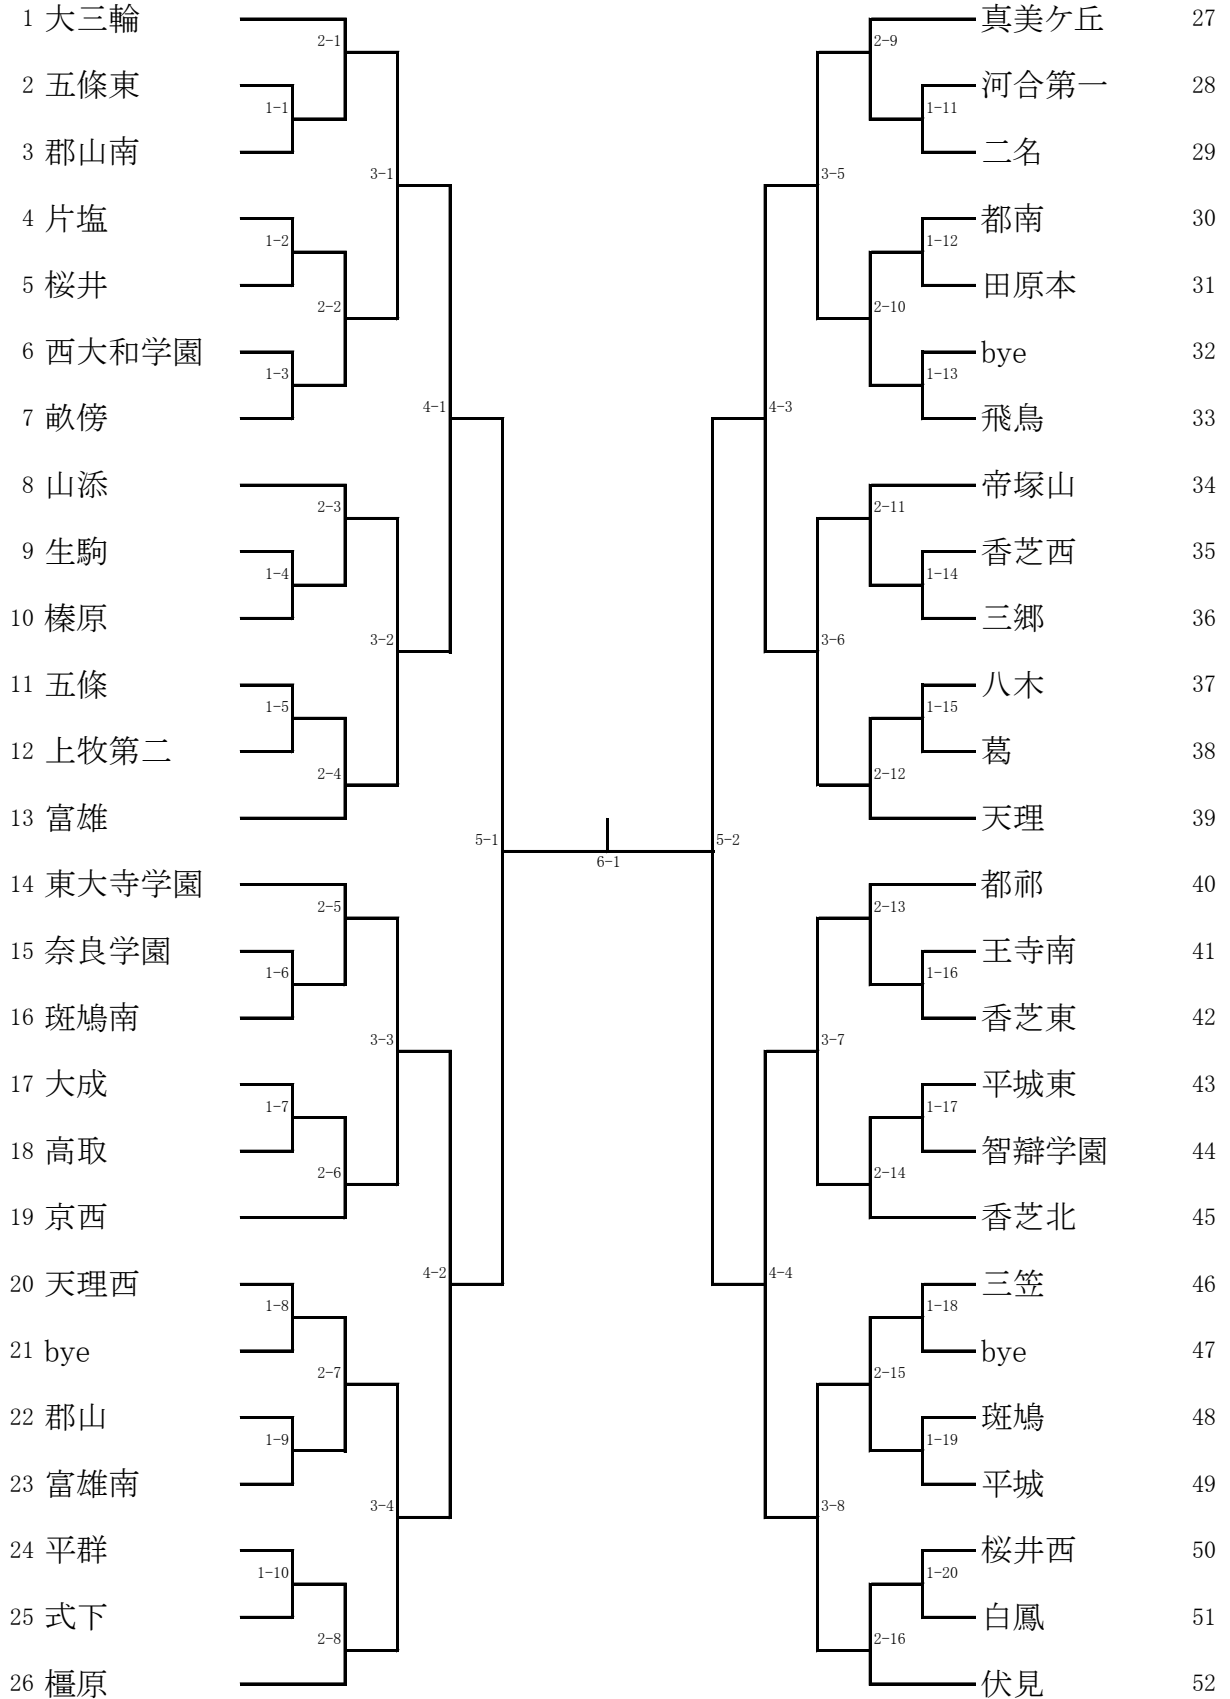 1 大三輪
2 五條東
3 郡山南
4 片塩
5 桜井
6 西大和学園
7 畝傍
8 山添
9 生駒
10 榛原
11 五條
12 上牧第二
13 富雄
14 東大寺学園
15 奈良学園
16 斑鳩南
17 大成
18 高取
19 京西
20 天理西
21 bye
22 郡山
23 富雄南
24 平群
25 式下
26 橿原
1-1
1-2
1-3
1-4
1-5
1-6
1-7
1-8
1-9
1-10
2-1
2-2
2-3
2-4
2-5
2-6
2-7
2-8
3-1
3-2
3-3
3-4
4-1
4-2
5-1
6-1
5-2
4-3
4-4
3-5
3-6
3-7
3-8
2-9
2-10
2-11
2-12
2-13
2-14
2-15
2-16
1-11
1-12
1-13
1-14
1-15
1-16
1-17
1-18
1-19
1-20
真美ケ丘 27
河合第一 28
二名 29
都南 30
田原本 31
bye 32
飛鳥 33
帝塚山 34
香芝西 35
三郷 36
八木 37
葛 38
天理 39
都祁 40
王寺南 41
香芝東 42
平城東 43
智辯学園 44
香芝北 45
三笠 46
bye 47
斑鳩 48
平城 49
桜井西 50
白鳳 51
伏見 52